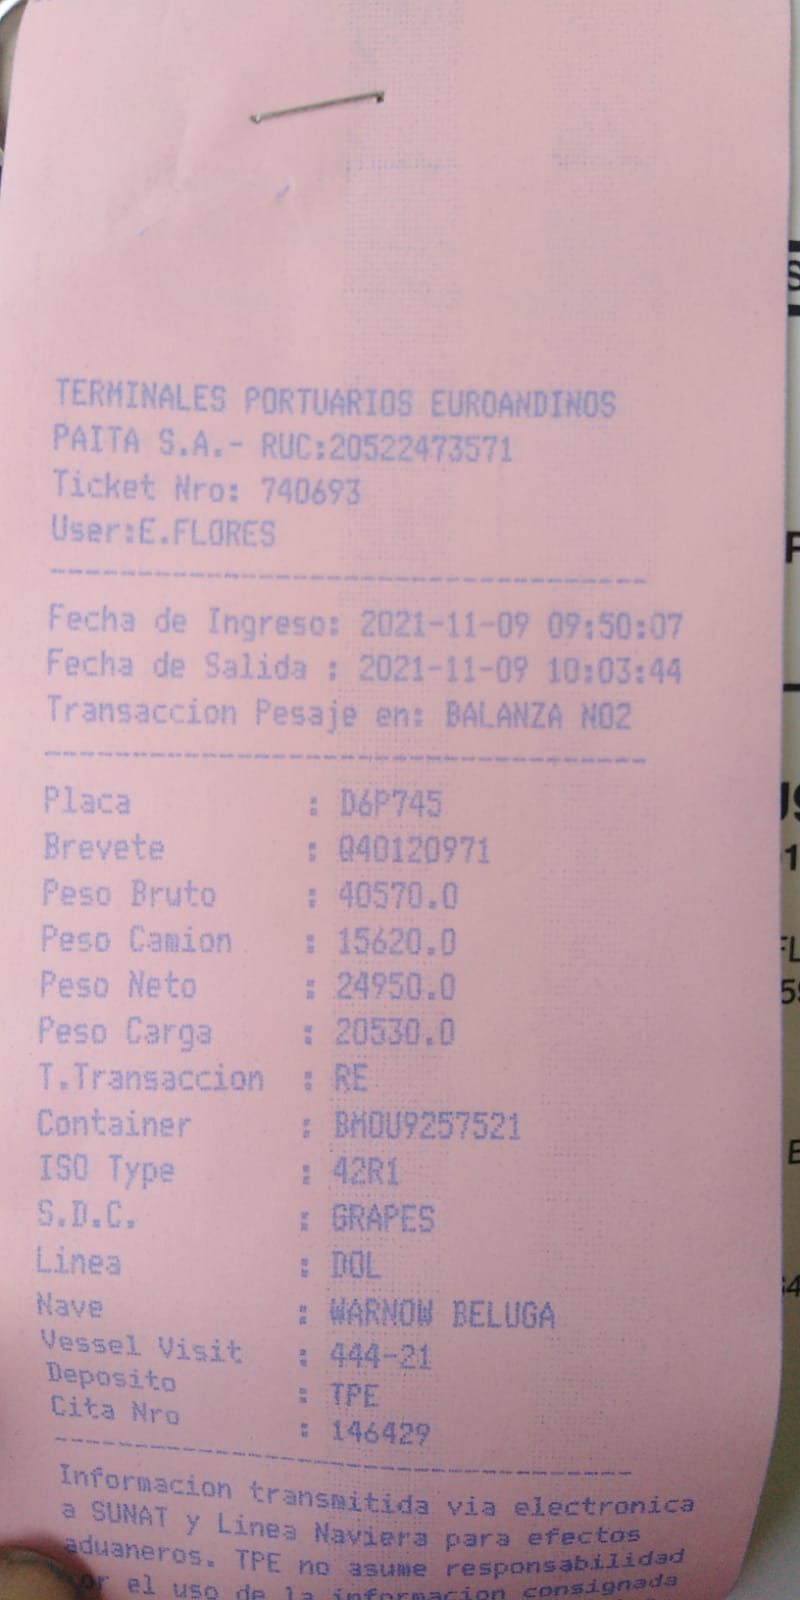 TERMINALES PORTUARIOS EUROANDINOS
PAITA S.A.- RUC:20522473571
Ticket Nro: 740693
User:E.FLORES
--------------------------------
Fecha de Ingreso: 2021-11-09 09:50:07
Fecha de Salida : 2021-11-09 10:03:44
Transaccion Pesaje en: BALANZA NO2
--------------------------------
Placa : D6P745
Brevete : Q40120971
Peso Bruto : 40570.0
Peso Camion : 15620.0
Peso Neto : 24950.0
Peso Carga : 20530.0
T.Transaccion : RE
Container : BMOU9257521
ISO Type : 42R1
S.D.C. : GRAPES
Linea : DOL
Nave : WARNOW BELUGA
Vessel Visit : 444-21
Deposito : TPE
Cita Nro : 146429
--------------------------------
Informacion transmitida via electronica
a SUNAT y Linea Naviera para efectos
aduaneros. TPE no asume responsabilidad
el uso de la informacion consignada